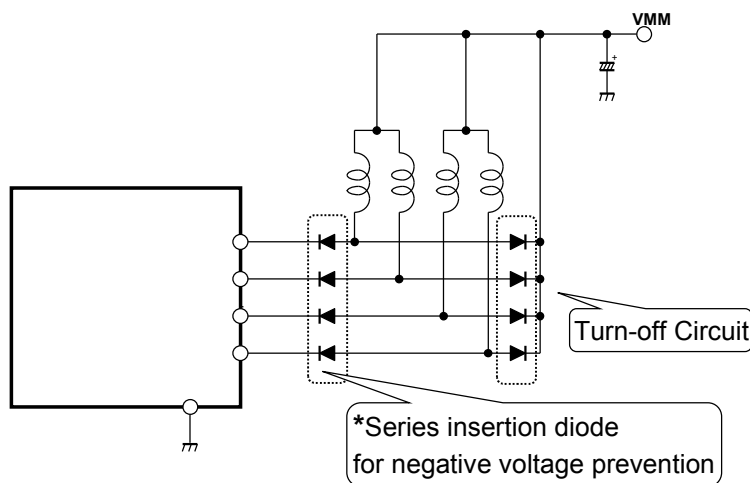 VMM
+
Turn-off Circuit
*Series insertion diode
for negative voltage prevention